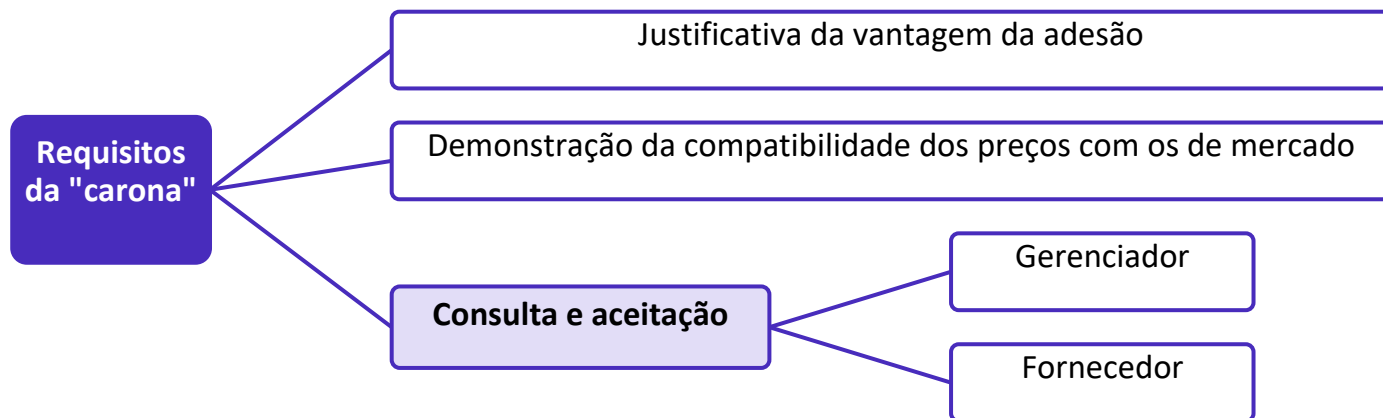 Justificativa da vantagem da adesão
Requisitos
da "carona"
Demonstração da compatibilidade dos preços com os de mercado
Consulta e aceitação
Gerenciador
Fornecedor